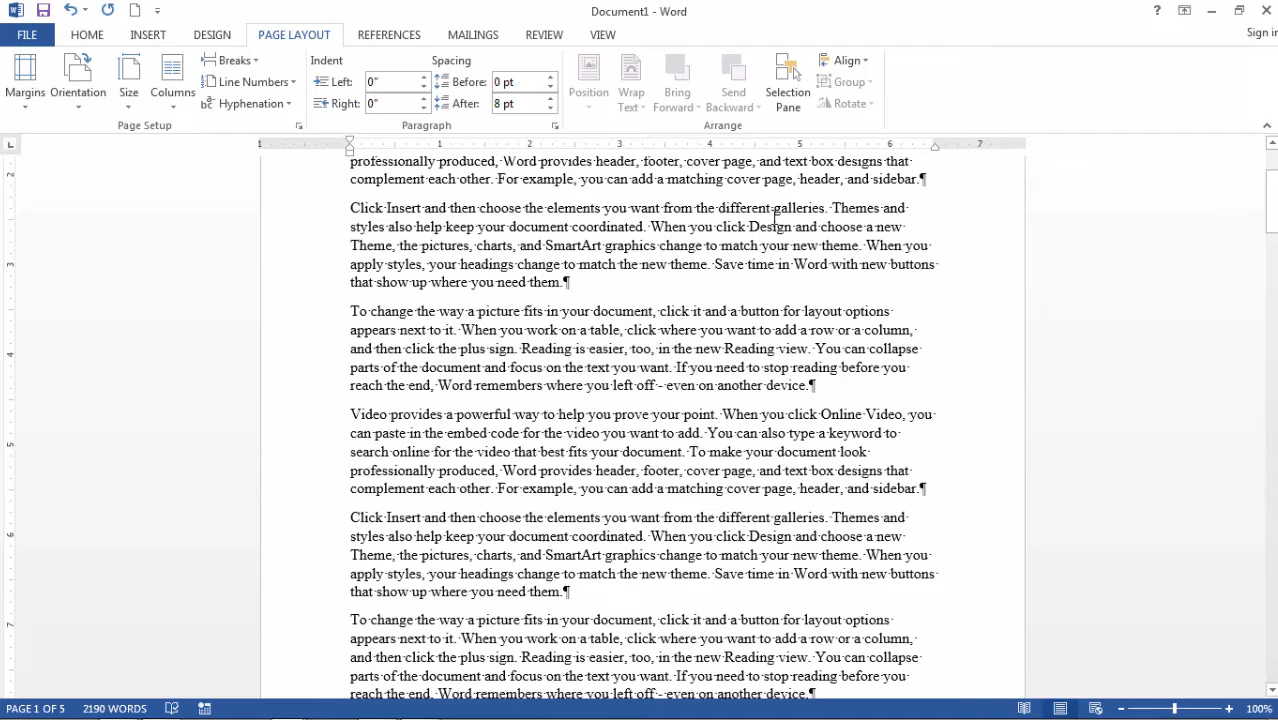 Document1 - Word
?
FILE HOME INSERT DESIGN PAGE LAYOUT REFERENCES MAILINGS REVIEW VIEW Sign in
Margins Orientation Size Columns
Breaks
Line Numbers
Hyphenation
Page Setup
Indent
Left: 0"
Right: 0"
Spacing
Before: 0 pt
After: 8 pt
Paragraph
Position Wrap Text Bring Forward Send Backward Selection Pane
Align
Group
Rotate
Arrange
1 1 2 3 4 5 6 7
2
3
4
5
6
7
professionally produced, Word provides header, footer, cover page, and text box designs that
complement each other. For example, you can add a matching cover page, header, and sidebar.¶
Click Insert and then choose the elements you want from the different galleries. Themes and
styles also help keep your document coordinated. When you click Design and choose a new
Theme, the pictures, charts, and SmartArt graphics change to match your new theme. When you
apply styles, your headings change to match the new theme. Save time in Word with new buttons
that show up where you need them.¶
To change the way a picture fits in your document, click it and a button for layout options
appears next to it. When you work on a table, click where you want to add a row or a column,
and then click the plus sign. Reading is easier, too, in the new Reading view. You can collapse
parts of the document and focus on the text you want. If you need to stop reading before you
reach the end, Word remembers where you left off - even on another device.¶
Video provides a powerful way to help you prove your point. When you click Online Video, you
can paste in the embed code for the video you want to add. You can also type a keyword to
search online for the video that best fits your document. To make your document look
professionally produced, Word provides header, footer, cover page, and text box designs that
complement each other. For example, you can add a matching cover page, header, and sidebar.¶
Click Insert and then choose the elements you want from the different galleries. Themes and
styles also help keep your document coordinated. When you click Design and choose a new
Theme, the pictures, charts, and SmartArt graphics change to match your new theme. When you
apply styles, your headings change to match the new theme. Save time in Word with new buttons
that show up where you need them.¶
To change the way a picture fits in your document, click it and a button for layout options
appears next to it. When you work on a table, click where you want to add a row or a column,
and then click the plus sign. Reading is easier, too, in the new Reading view. You can collapse
parts of the document and focus on the text you want. If you need to stop reading before you
reach the end, Word remembers where you left off - even on another device.¶
PAGE 1 OF 5 2190 WORDS 100%